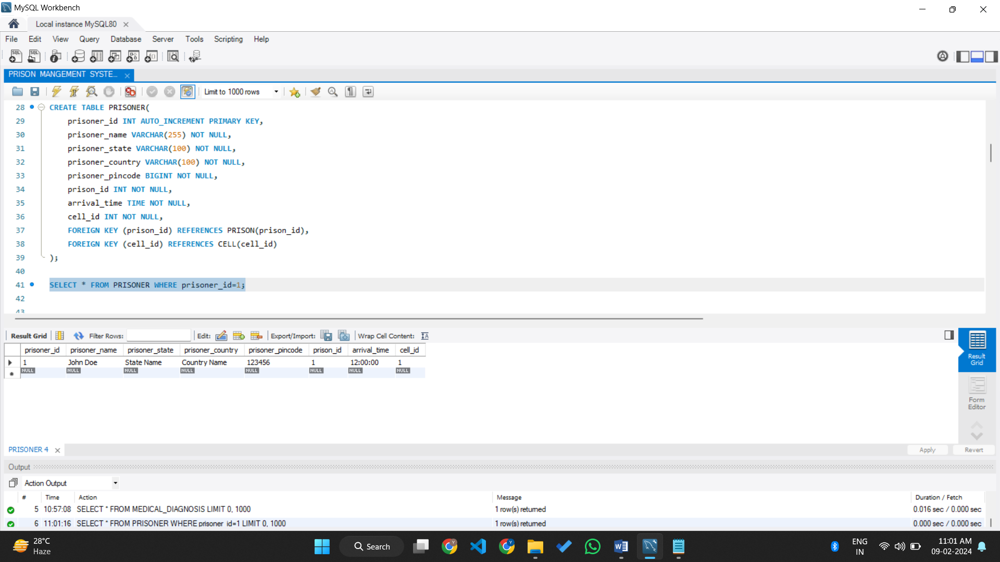 MySQL Workbench
Local instance MySQL80
File Edit View Query Database Server Tools Scripting Help
PRISON MANGEMENT SYSTE...
Limit to 1000 rows
28 CREATE TABLE PRISONER(
29 prisoner_id INT AUTO_INCREMENT PRIMARY KEY,
30 prisoner_name VARCHAR(255) NOT NULL,
31 prisoner_state VARCHAR(100) NOT NULL,
32 prisoner_country VARCHAR(100) NOT NULL,
33 prisoner_pincode BIGINT NOT NULL,
34 prison_id INT NOT NULL,
35 arrival_time TIME NOT NULL,
36 cell_id INT NOT NULL,
37 FOREIGN KEY (prison_id) REFERENCES PRISON(prison_id),
38 FOREIGN KEY (cell_id) REFERENCES CELL(cell_id)
39 );
40
41 SELECT * FROM PRISONER WHERE prisoner_id=1;
42
43
Result Grid Filter Rows: Edit: Export/Import: Wrap Cell Content:
prisoner_id prisoner_name prisoner_state prisoner_country prisoner_pincode prison_id arrival_time cell_id
1 John Doe State Name Country Name 123456 1 12:00:00 1
NULL NULL NULL NULL NULL NULL NULL NULL
Result
Grid
Form
Editor
PRISONER 4
Apply Revert
Output
Action Output
# Time Action Message Duration / Fetch
5 10:57:08 SELECT * FROM MEDICAL_DIAGNOSIS LIMIT 0, 1000 1 row(s) returned 0.016 sec / 0.000 sec
6 11:01:16 SELECT * FROM PRISONER WHERE prisoner_id=1 LIMIT 0, 1000 1 row(s) returned 0.000 sec / 0.000 sec
28°C
Haze
Search
ENG
IN
11:01 AM
09-02-2024